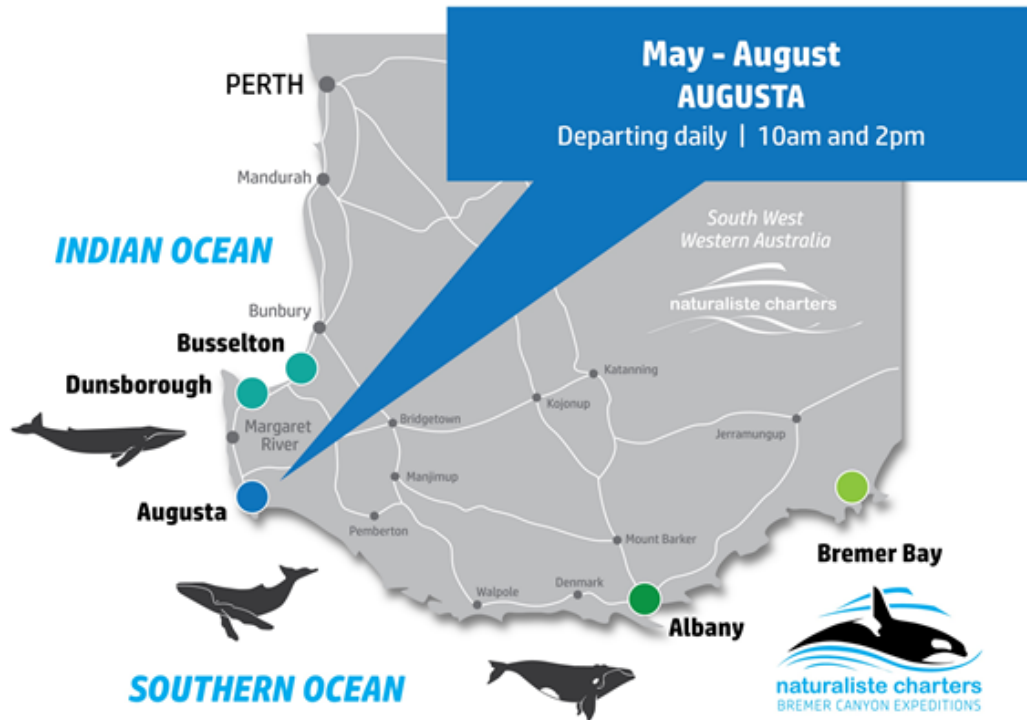 May - August
AUGUSTA
Departing daily | 10am and 2pm
PERTH
Mandurah
South West
Western Australia
INDIAN OCEAN
naturaliste charters
Bunbury
Busselton
Dunsborough
Katanning
Kojonup
Margaret
River
Bridgetown
Jerramungup
Manjimup
Augusta
Pemberton
Mount Barker
Bremer Bay
Walpole
Denmark
Albany
SOUTHERN OCEAN
naturaliste charters
BREMER CANYON EXPEDITIONS